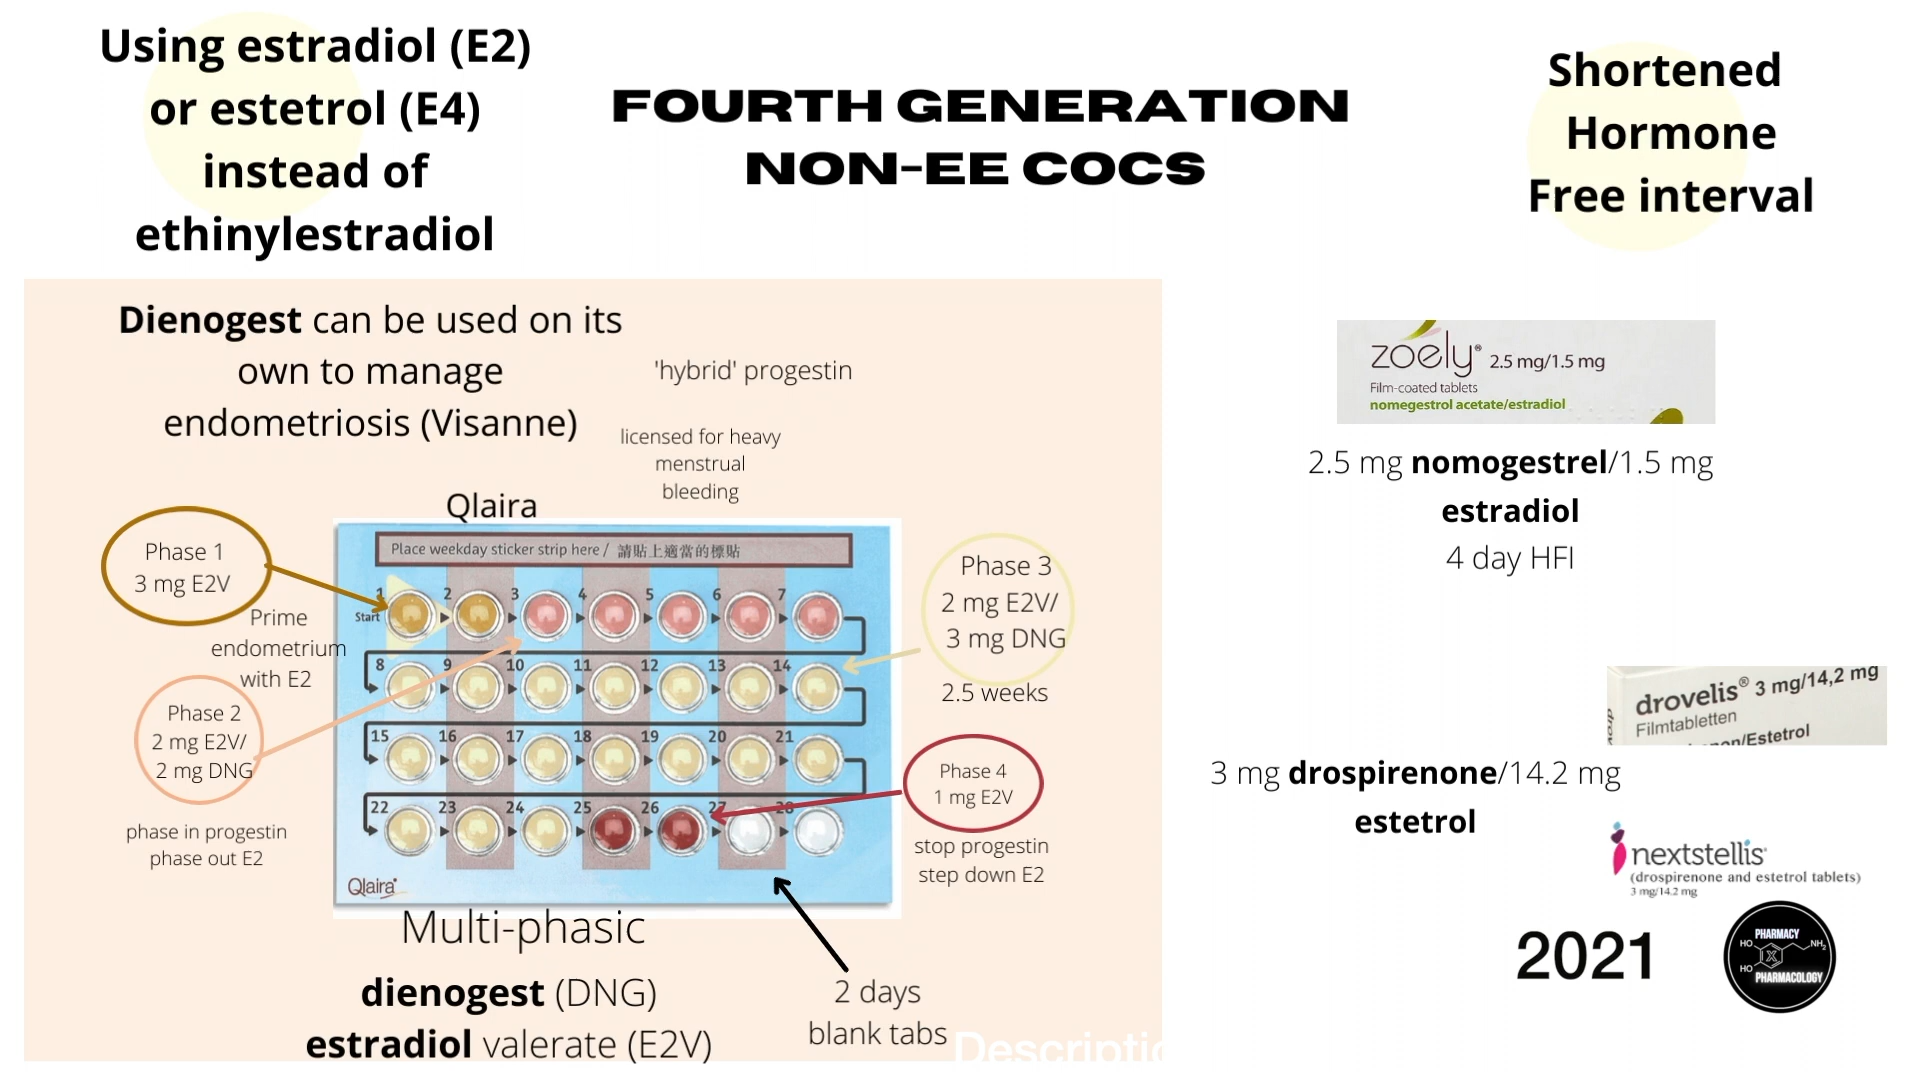 Using estradiol (E2)
or estetrol (E4)
instead of
ethinylestradiol
FOURTH GENERATION
NON-EE COCS
Shortened
Hormone
Free interval
Dienogest can be used on its
own to manage
endometriosis (Visanne)
'hybrid' progestin
licensed for heavy
menstrual
bleeding
Qlaira
Phase 1
3 mg E2V
Prime
endometrium
with E2
Phase 2
2 mg E2V/
2 mg DNG
phase in progestin
phase out E2
Place weekday sticker strip here / 請貼上適當的標貼
1 2 3 4 5 6 7
Start
8 9 10 11 12 13 14
15 16 17 18 19 20 21
22 23 24 25 26 27 28
Qlaira
Phase 3
2 mg E2V/
3 mg DNG
2.5 weeks
Phase 4
1 mg E2V
stop progestin
step down E2
Multi-phasic
dienogest (DNG)
estradiol valerate (E2V)
2 days
blank tabs
Descriptio
zoely® 2.5 mg/1.5 mg
Film-coated tablets
nomegestrol acetate/estradiol
2.5 mg nomogestrel/1.5 mg
estradiol
4 day HFI
drovelis® 3 mg/14,2 mg
Filmtabletten
non/Estetrol
drov
3 mg drospirenone/14.2 mg
estetrol
nextstellis
(drospirenone and estetrol tablets)
3 mg/14.2 mg
2021
PHARMACY
HO NH2
IX
HO
PHARMACOLOGY